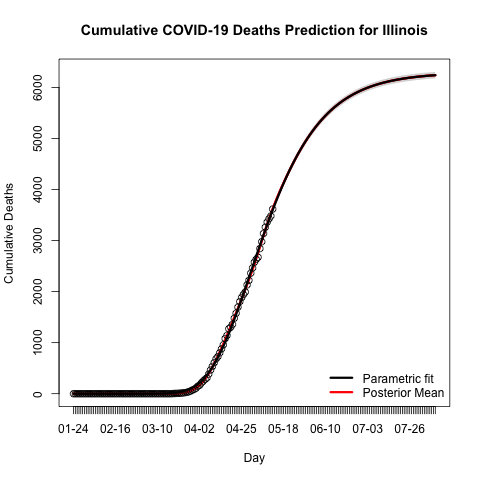 Cumulative COVID-19 Deaths Prediction for Illinois
Cumulative Deaths
6000
5000
4000
3000
2000
1000
0
Parametric fit
Posterior Mean
01-24 02-16 03-10 04-02 04-25 05-18 06-10 07-03 07-26
Day